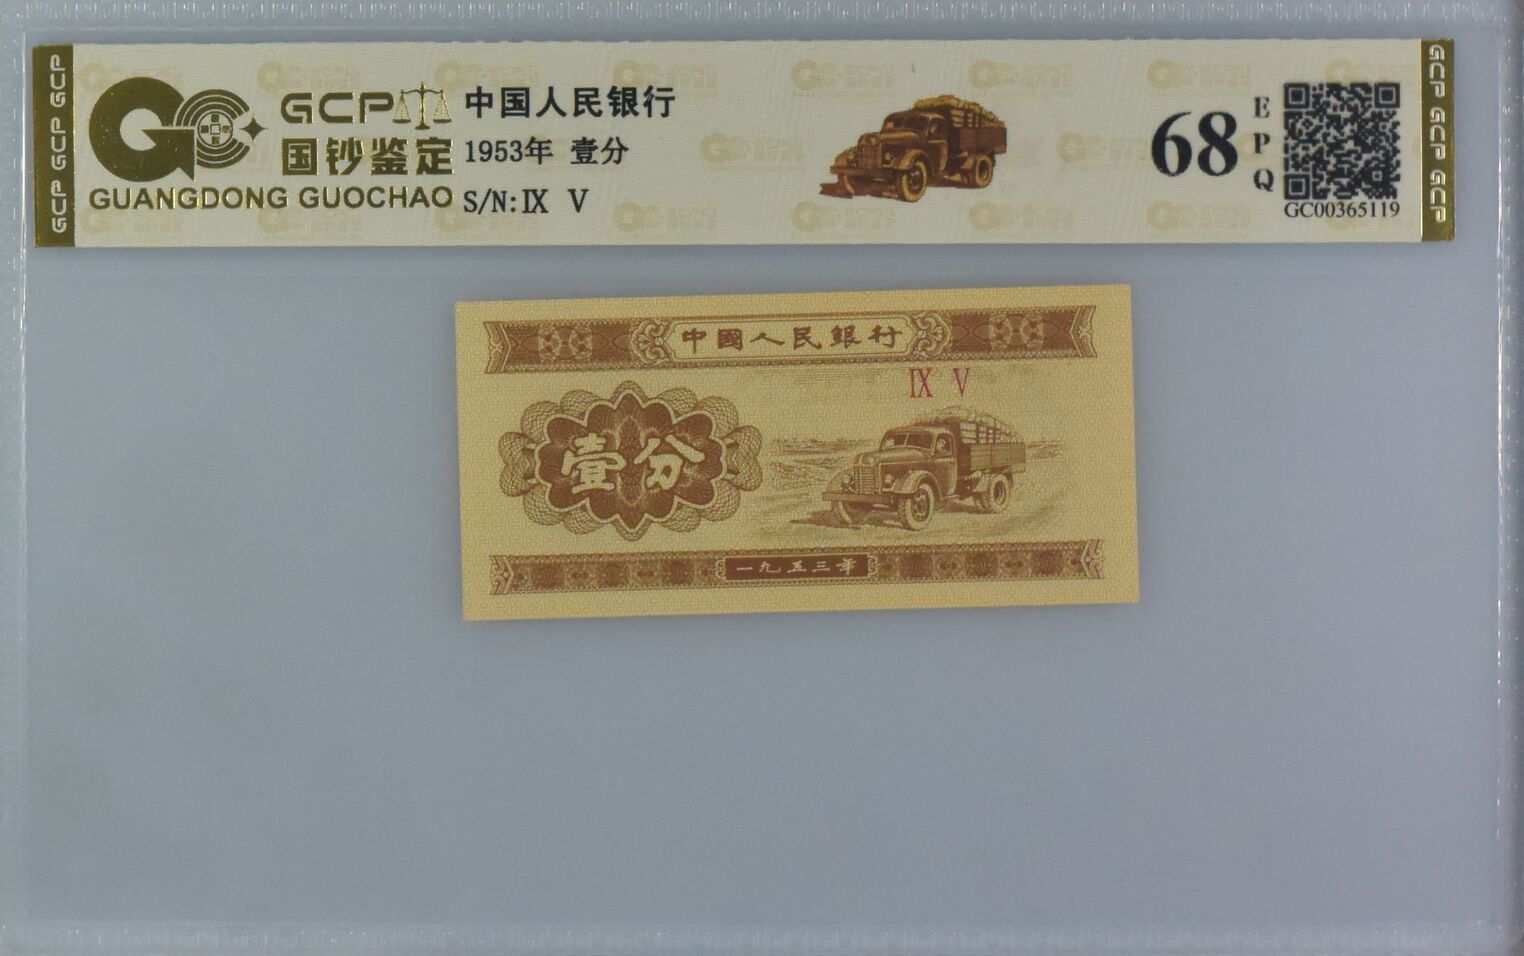 GCP GCP GCP
GCP
国钞鉴定
GUANGDONG GUOCHAO
中国人民银行
1953年 壹分
S/N:Ⅸ Ⅴ
68
EPQ
GC00365119
GCP GCP GCP
中國人民銀行
Ⅸ Ⅴ
壹分
一九五三年